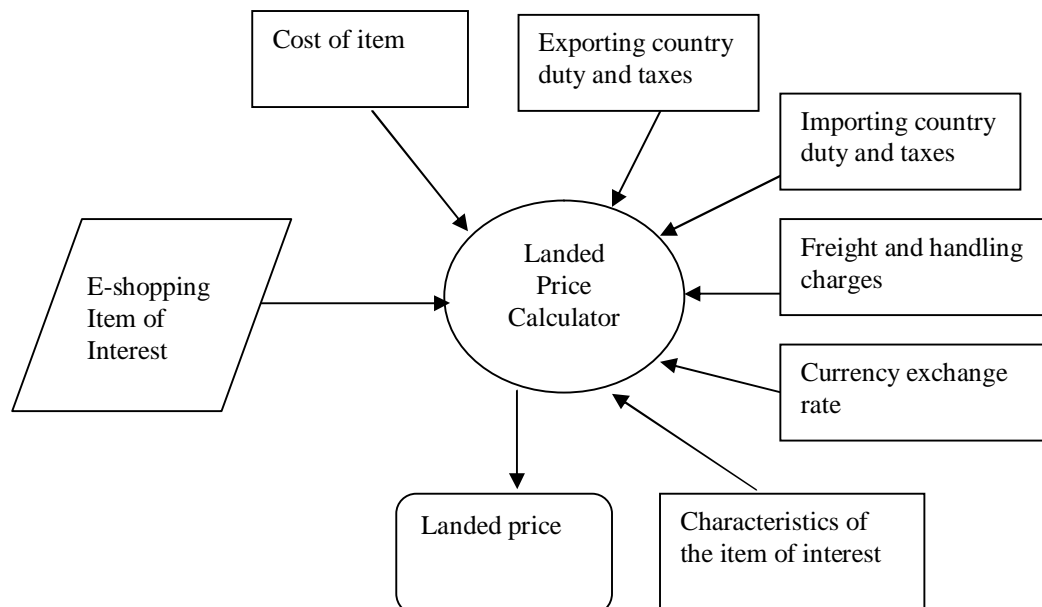 Cost of item
Exporting country
duty and taxes
Importing country
duty and taxes
E-shopping
Item of
Interest
Landed
Price
Calculator
Freight and handling
charges
Currency exchange
rate
Landed price
Characteristics of
the item of interest